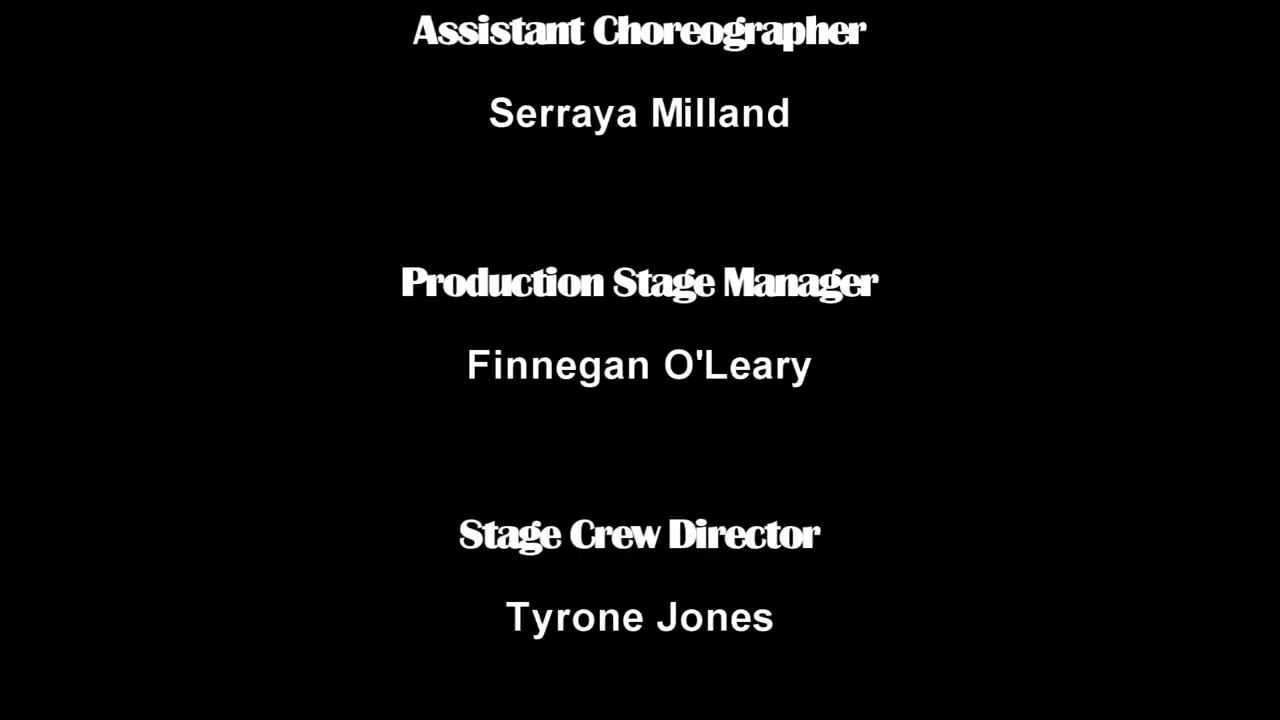 Assistant Choreographer
Serraya Milland
Production Stage Manager
Finnegan O'Leary
Stage Crew Director
Tyrone Jones